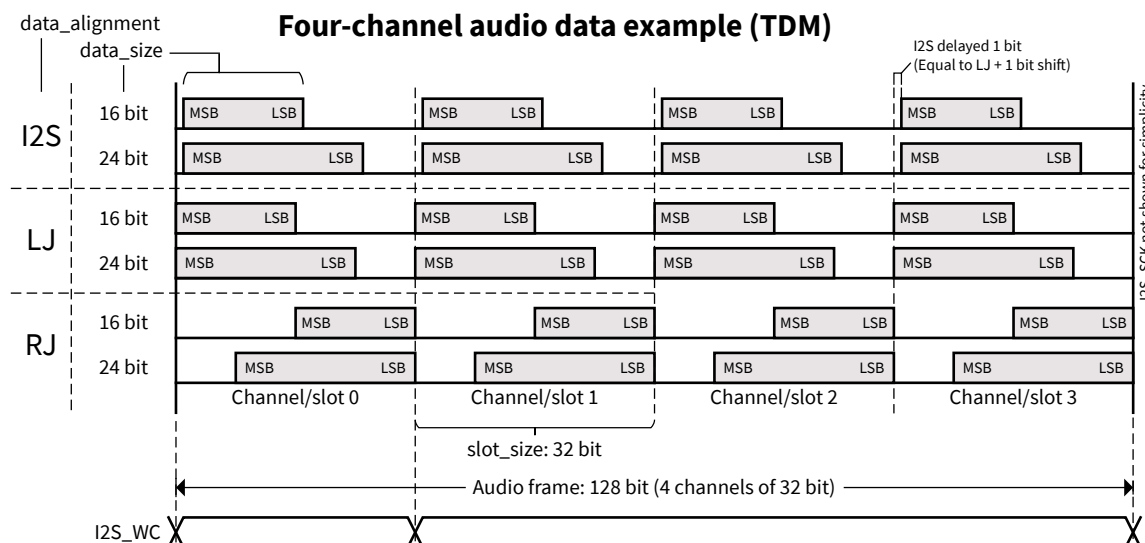 Four-channel audio data example (TDM)
data_alignment
data_size
I2S delayed 1 bit
(Equal to LJ + 1 bit shift)
I2S
16 bit
MSB LSB MSB LSB MSB LSB MSB LSB
24 bit
MSB LSB MSB LSB MSB LSB MSB LSB
LJ
16 bit
MSB LSB MSB LSB MSB LSB MSB LSB
24 bit
MSB LSB MSB LSB MSB LSB MSB LSB
RJ
16 bit
MSB LSB MSB LSB MSB LSB MSB LSB
24 bit
MSB LSB MSB LSB MSB LSB MSB LSB
Channel/slot 0 Channel/slot 1 Channel/slot 2 Channel/slot 3
slot_size: 32 bit
Audio frame: 128 bit (4 channels of 32 bit)
I2S_WC
I2S_SCK not shown for simplicity